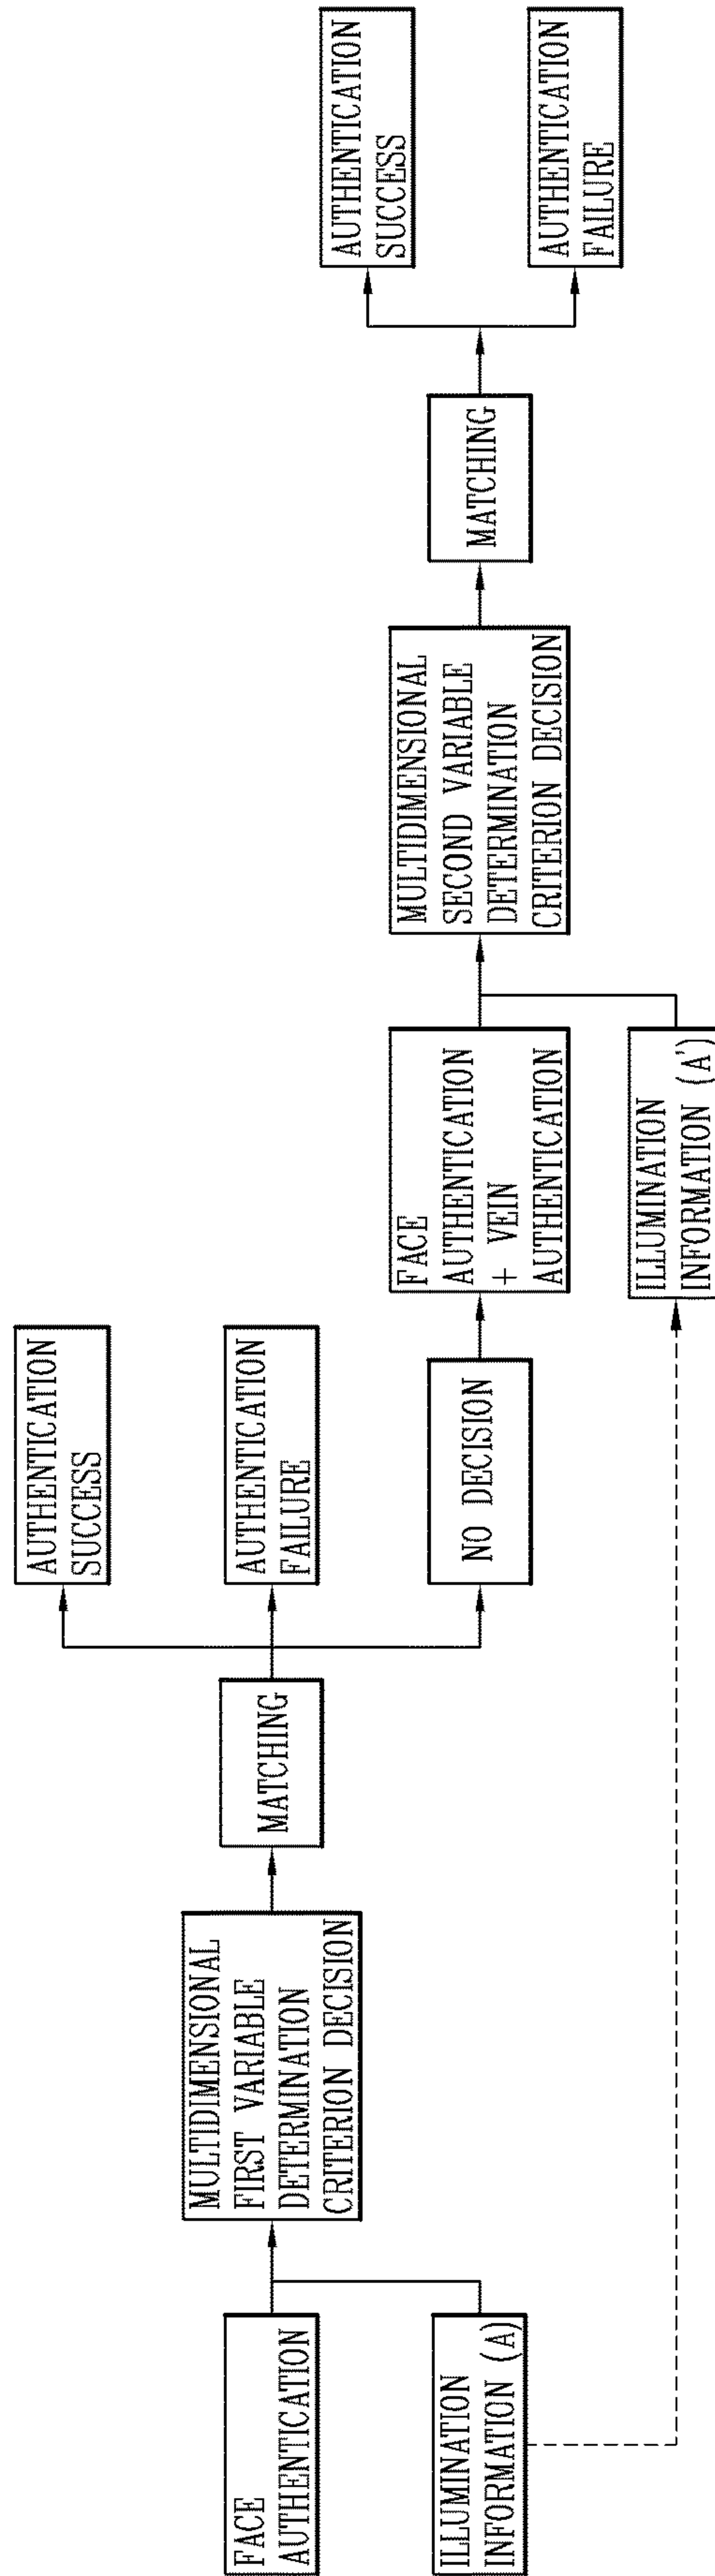 FACE
AUTHENTICATION
ILLUMINATION
INFORMATION (A)
MULTIDIMENSIONAL
FIRST VARIABLE
DETERMINATION
CRITERION DECISION
MATCHING
AUTHENTICATION
SUCCESS
AUTHENTICATION
FAILURE
NO DECISION
FACE
AUTHENTICATION
+ VEIN
AUTHENTICATION
ILLUMINATION
INFORMATION (A')
MULTIDIMENSIONAL
SECOND VARIABLE
DETERMINATION
CRITERION DECISION
MATCHING
AUTHENTICATION
SUCCESS
AUTHENTICATION
FAILURE